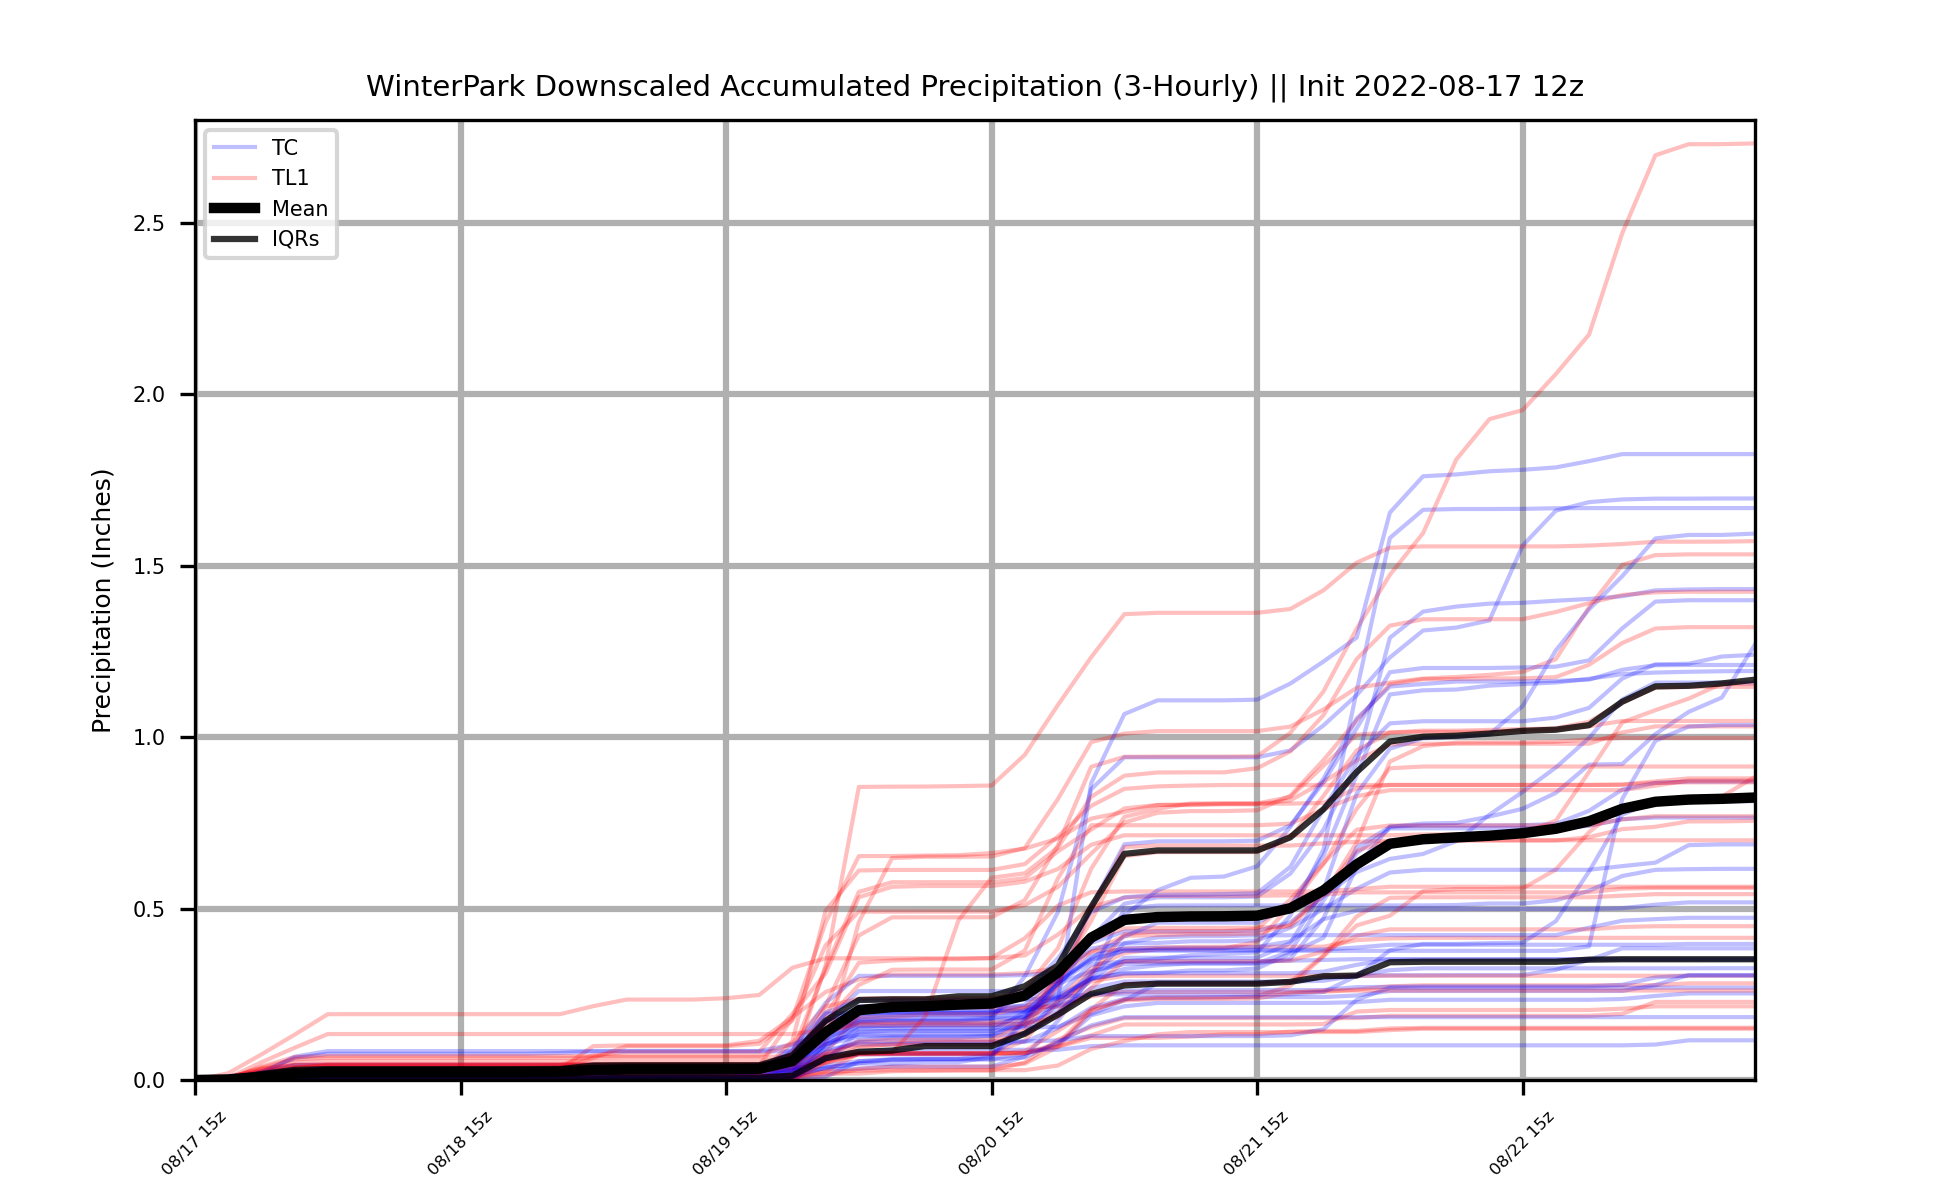 WinterPark Downscaled Accumulated Precipitation (3-Hourly) || Init 2022-08-17 12z
TC
TL1
Mean
IQRs
Precipitation (Inches)
2.5
2.0
1.5
1.0
0.5
0.0
08/17 15z
08/18 15z
08/19 15z
08/20 15z
08/21 15z
08/22 15z